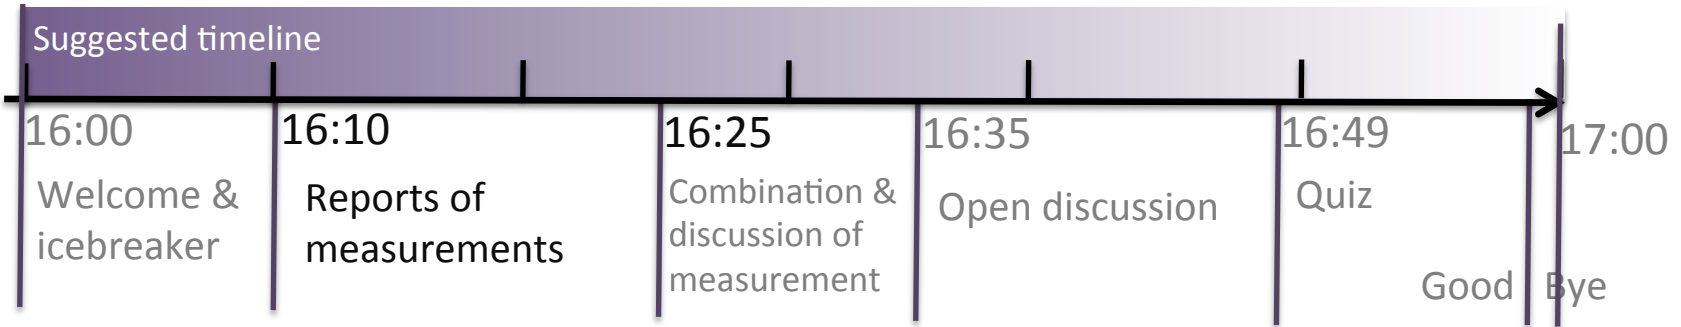 Suggested timeline
16:00
16:10
16:25
16:35
16:49
17:00
Welcome &
icebreaker
Reports of
measurements
Combination &
discussion of
measurement
Open discussion
Quiz
Good Bye